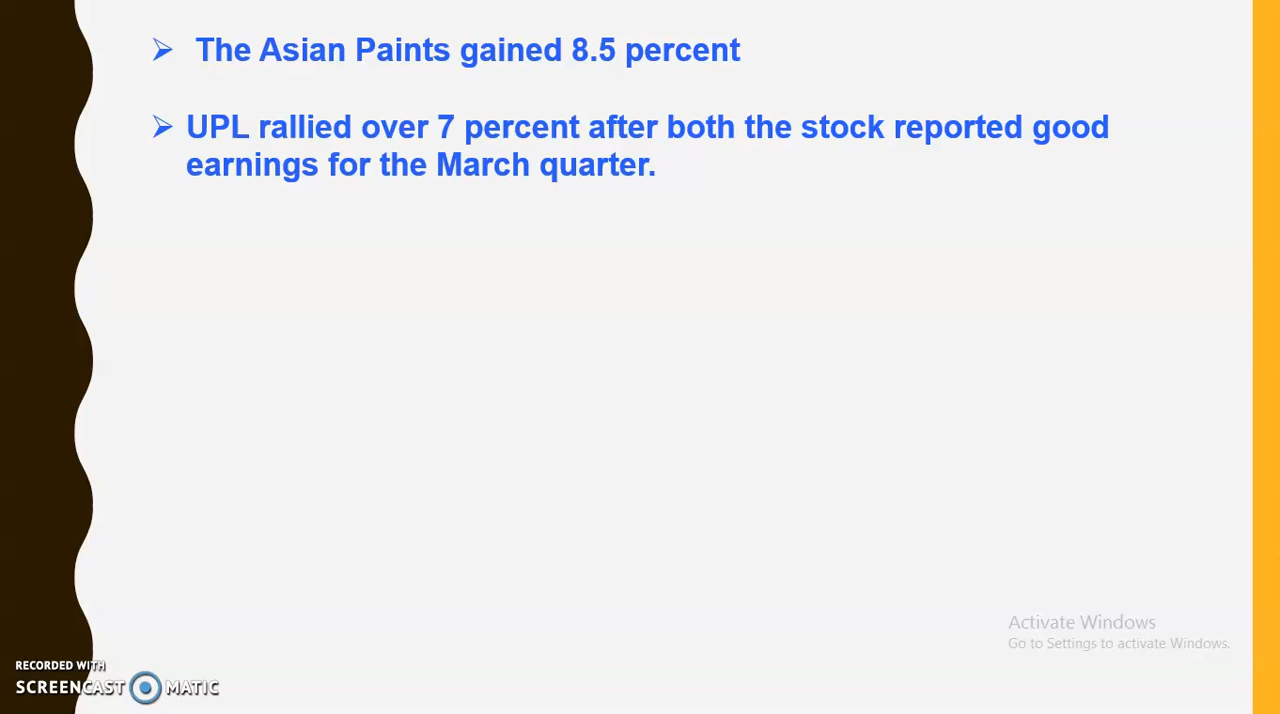 ➢ The Asian Paints gained 8.5 percent
➢ UPL rallied over 7 percent after both the stock reported good
earnings for the March quarter.
Activate Windows
Go to Settings to activate Windows.
RECORDED WITH
SCREENCAST MATIC